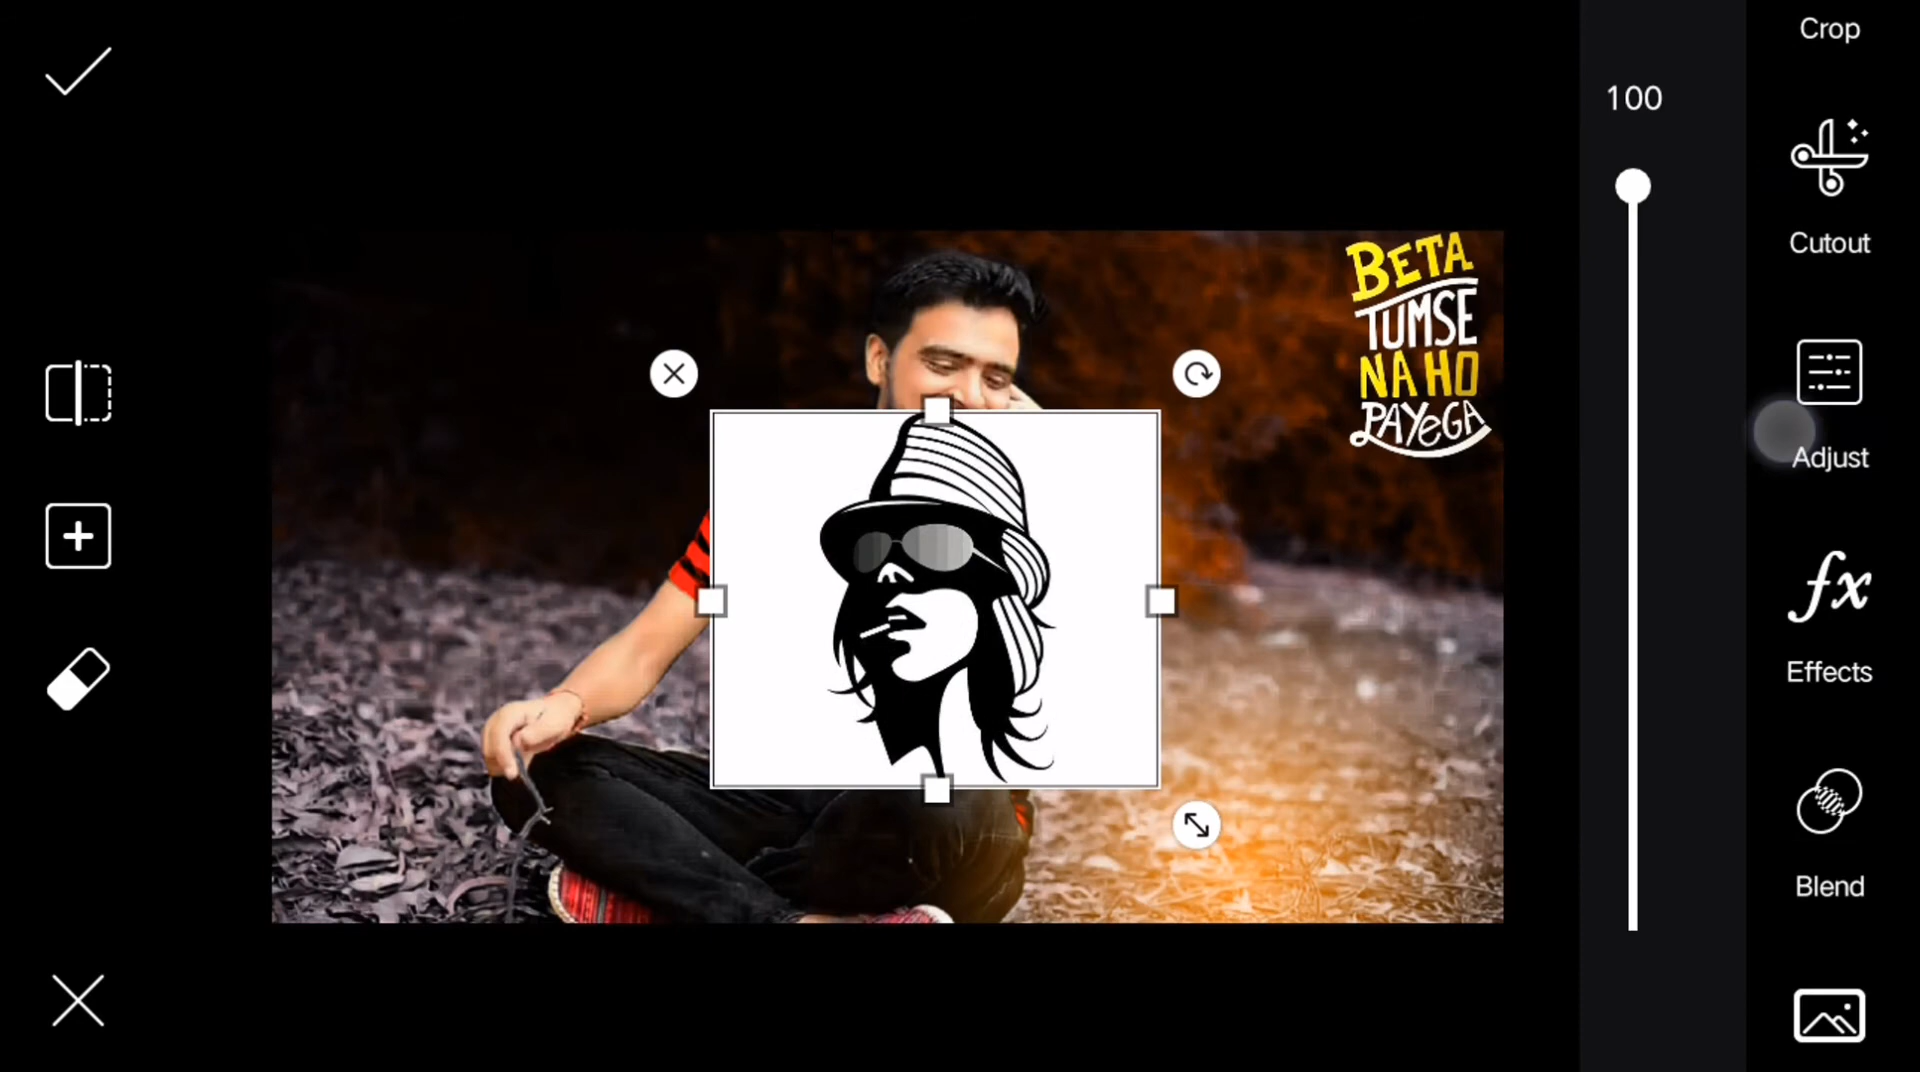 Crop
100
Cutout
BETA
TUMSE
NA HO
PAYeGA
Adjust
fx
Effects
Blend